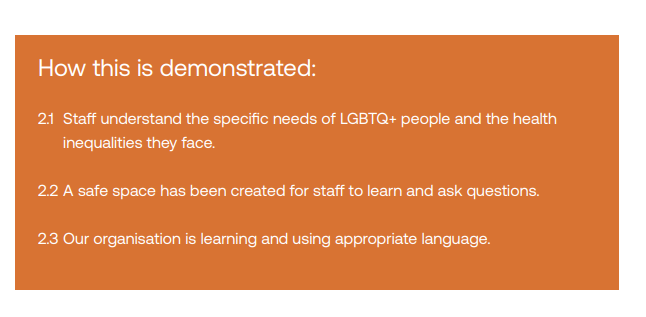 How this is demonstrated:
2.1 Staff understand the specific needs of LGBTQ+ people and the health
inequalities they face.
2.2 A safe space has been created for staff to learn and ask questions.
2.3 Our organisation is learning and using appropriate language.